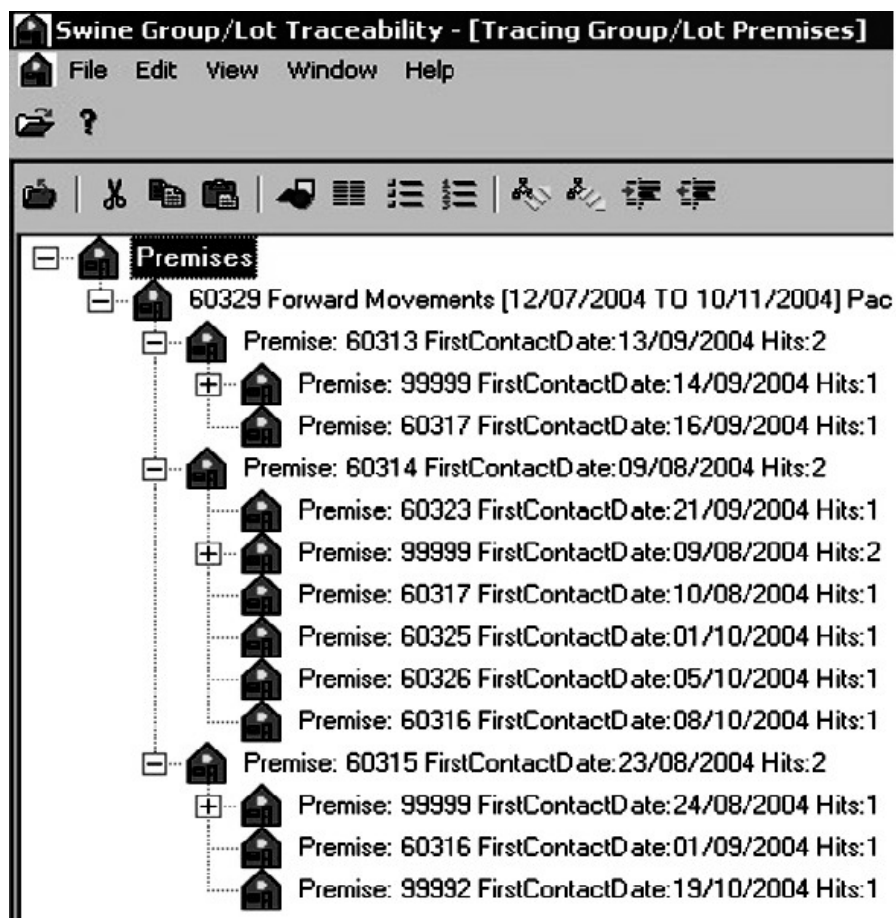 Swine Group/Lot Traceability - [Tracing Group/Lot Premises]
File Edit View Window Help
?
Premises
60329 Forward Movements [12/07/2004 TO 10/11/2004] Pac
Premise: 60313 FirstContactDate:13/09/2004 Hits:2
Premise: 99999 FirstContactDate:14/09/2004 Hits:1
Premise: 60317 FirstContactDate:16/09/2004 Hits:1
Premise: 60314 FirstContactDate:09/08/2004 Hits:2
Premise: 60323 FirstContactDate:21/09/2004 Hits:1
Premise: 99999 FirstContactDate:09/08/2004 Hits:2
Premise: 60317 FirstContactDate:10/08/2004 Hits:1
Premise: 60325 FirstContactDate:01/10/2004 Hits:1
Premise: 60326 FirstContactDate:05/10/2004 Hits:1
Premise: 60316 FirstContactDate:08/10/2004 Hits:1
Premise: 60315 FirstContactDate:23/08/2004 Hits:2
Premise: 99999 FirstContactDate:24/08/2004 Hits:1
Premise: 60316 FirstContactDate:01/09/2004 Hits:1
Premise: 99992 FirstContactDate:19/10/2004 Hits:1